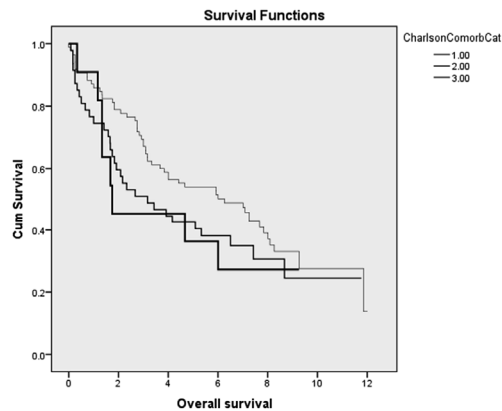 Survival Functions
CharlsonComorbCat
1.00
2.00
3.00
1.0
0.8
0.6
0.4
0.2
0.0
Cum Survival
0 2 4 6 8 10 12
Overall survival